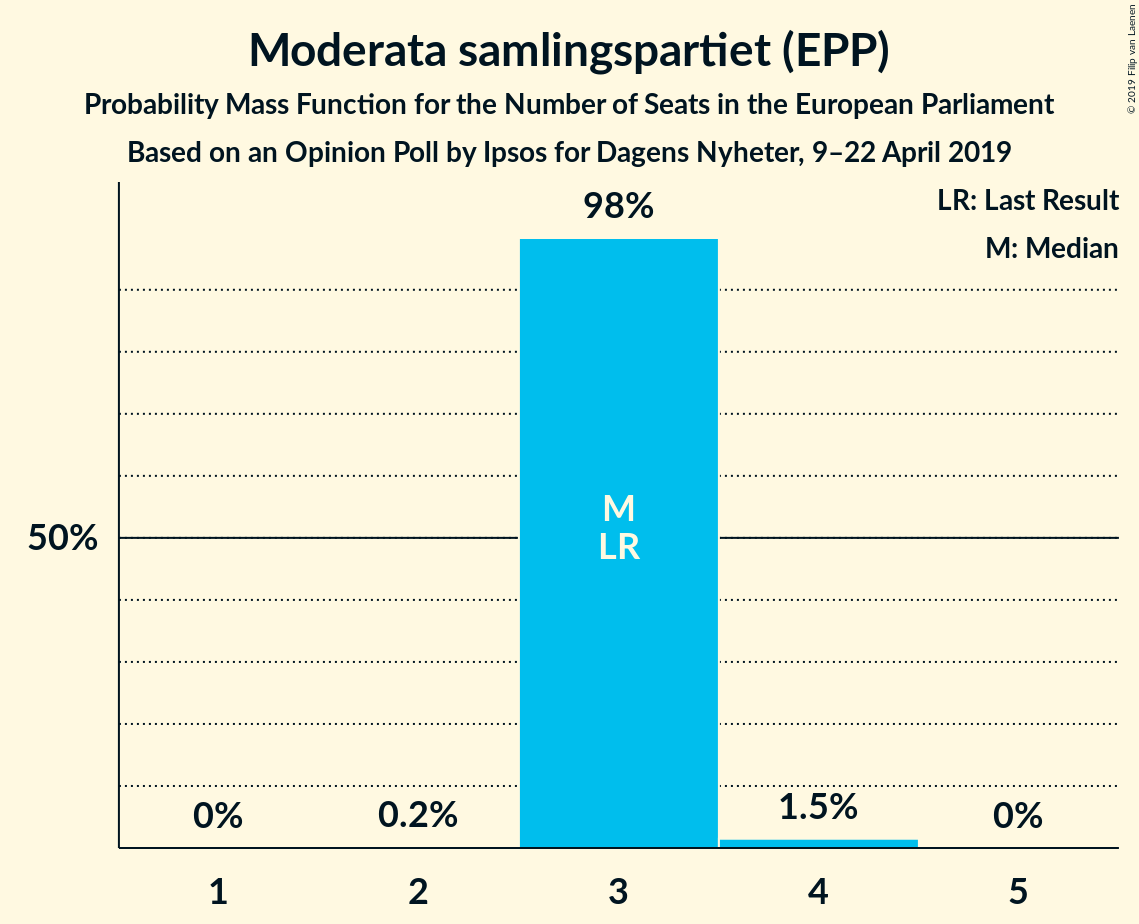 Moderata samlingspartiet (EPP)
Probability Mass Function for the Number of Seats in the European Parliament
Based on an Opinion Poll by Ipsos for Dagens Nyheter, 9–22 April 2019
© 2019 Filip van Laenen
LR: Last Result
M: Median
98%
M
LR
50%
0%
0.2%
1.5%
0%
1
2
3
4
5